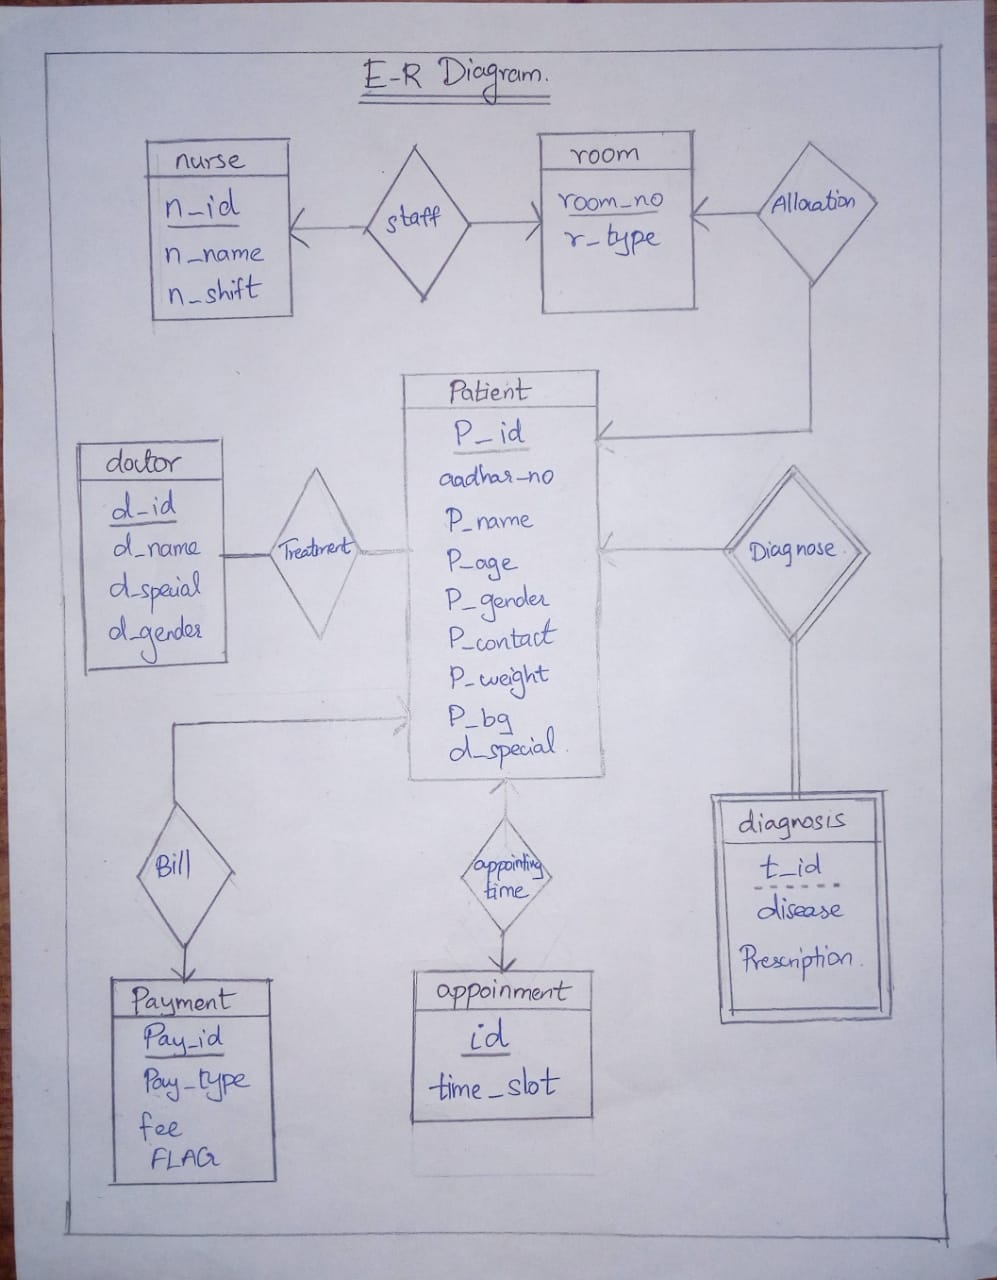 E-R Diagram.
nurse
n_id
n_name
n_shift
staff
room
room_no
r_type
Allocation
Patient
P_id
aadhar_no
P_name
P_age
P_gender
P_contact
P_weight
P_bg
d_special.
doctor
d_id
d_name
d_special
d_gender
Treatment
Diagnose.
Bill
appointing
time
diagnosis
t_id
disease
Prescription.
Payment
Pay_id
Pay_type
fee
FLAG
appoinment
id
time_slot